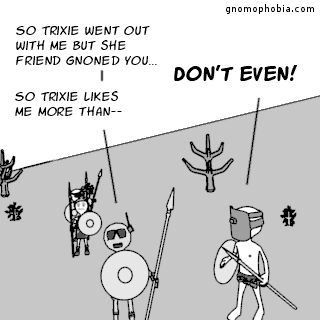 gnomophobia.com
SO TRIXIE WENT OUT
WITH ME BUT SHE
FRIEND GNONED YOU...
SO TRIXIE LIKES
ME MORE THAN--
DON'T EVEN!